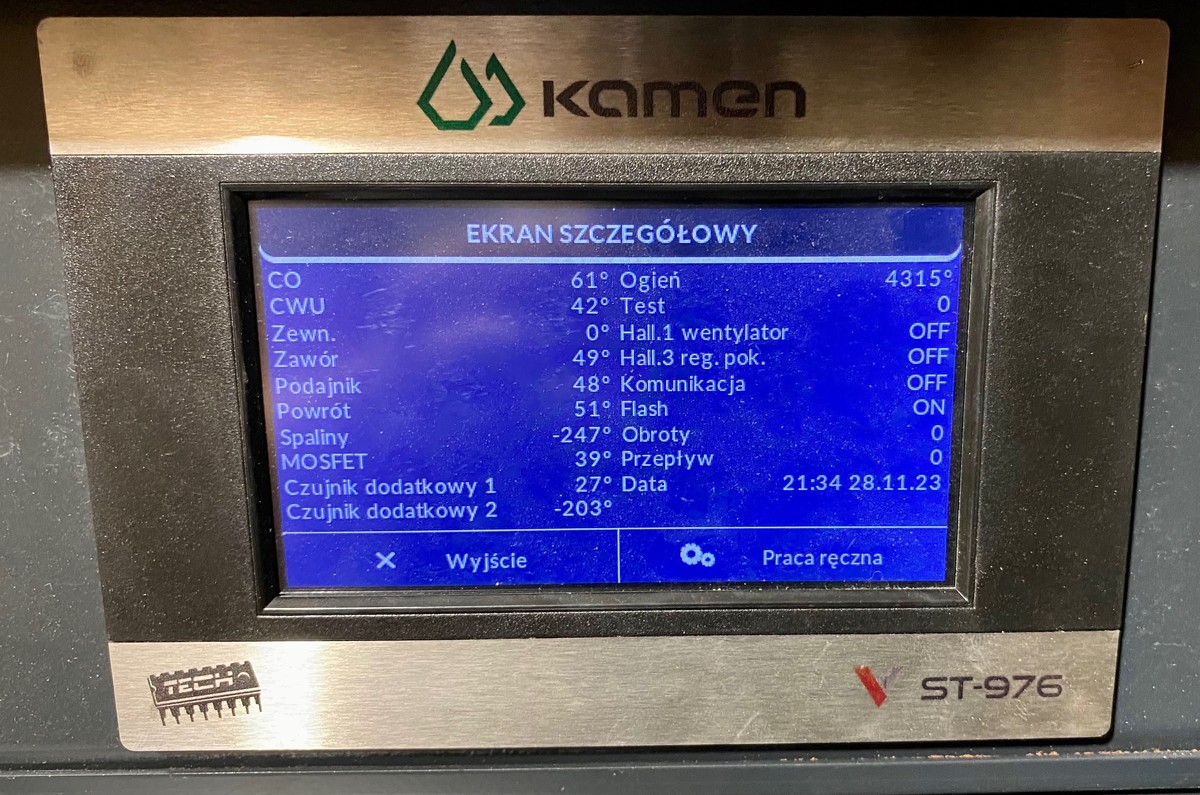 kamen
EKRAN SZCZEGÓŁOWY
CO 61° Ogień 4315°
CWU 42° Test 0
Zewn. 0° Hall.1 wentylator OFF
Zawór 49° Hall.3 reg. pok. OFF
Podajnik 48° Komunikacja OFF
Powrót 51° Flash ON
Spaliny -247° Obroty 0
MOSFET 39° Przepływ 0
Czujnik dodatkowy 1 27° Data 21:34 28.11.23
Czujnik dodatkowy 2 -203°
Wyjście Praca ręczna
TECH ST-976